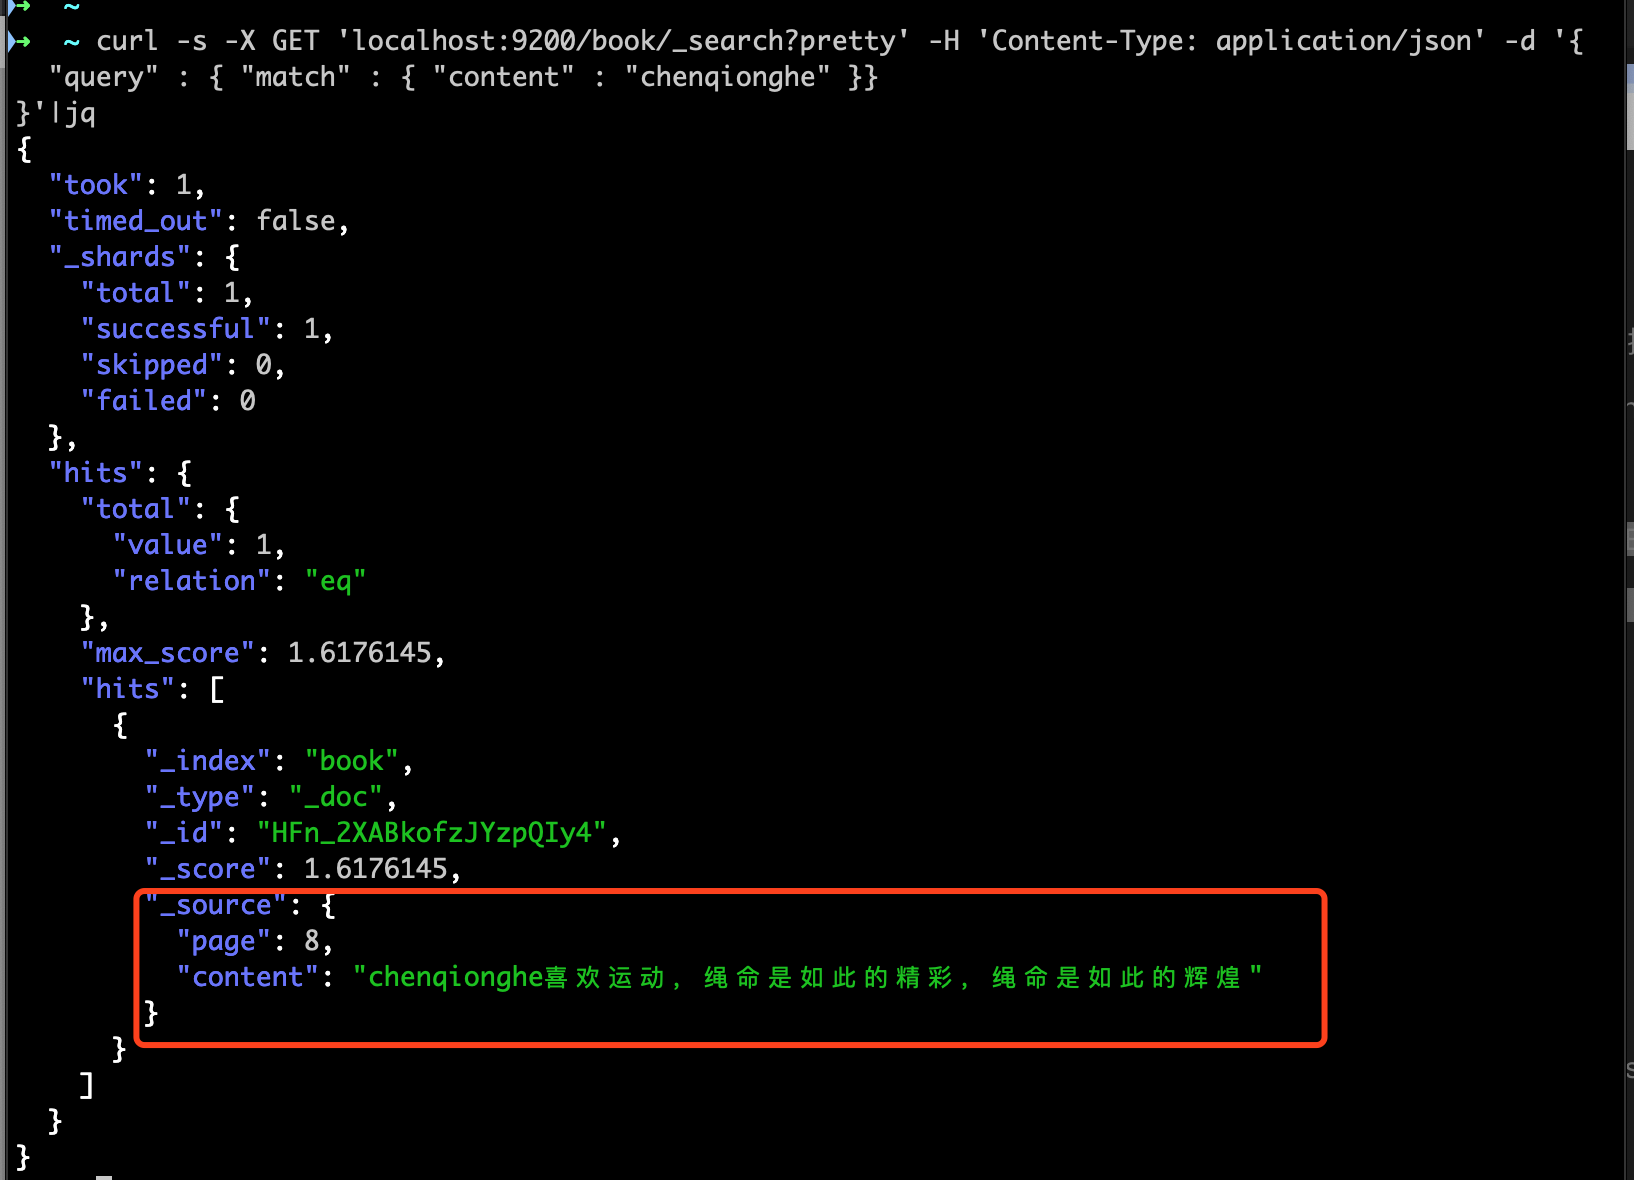 ➜  ~
➜  ~ curl -s -X GET 'localhost:9200/book/_search?pretty' -H 'Content-Type: application/json' -d '{
  "query" : { "match" : { "content" : "chenqionghe" }}
}'|jq
{
  "took": 1,
  "timed_out": false,
  "_shards": {
    "total": 1,
    "successful": 1,
    "skipped": 0,
    "failed": 0
  },
  "hits": {
    "total": {
      "value": 1,
      "relation": "eq"
    },
    "max_score": 1.6176145,
    "hits": [
      {
        "_index": "book",
        "_type": "_doc",
        "_id": "HFn_2XABkofzJYzpQIy4",
        "_score": 1.6176145,
        "_source": {
          "page": 8,
          "content": "chenqionghe喜欢运动，绳命是如此的精彩，绳命是如此的辉煌"
        }
      }
    ]
  }
}